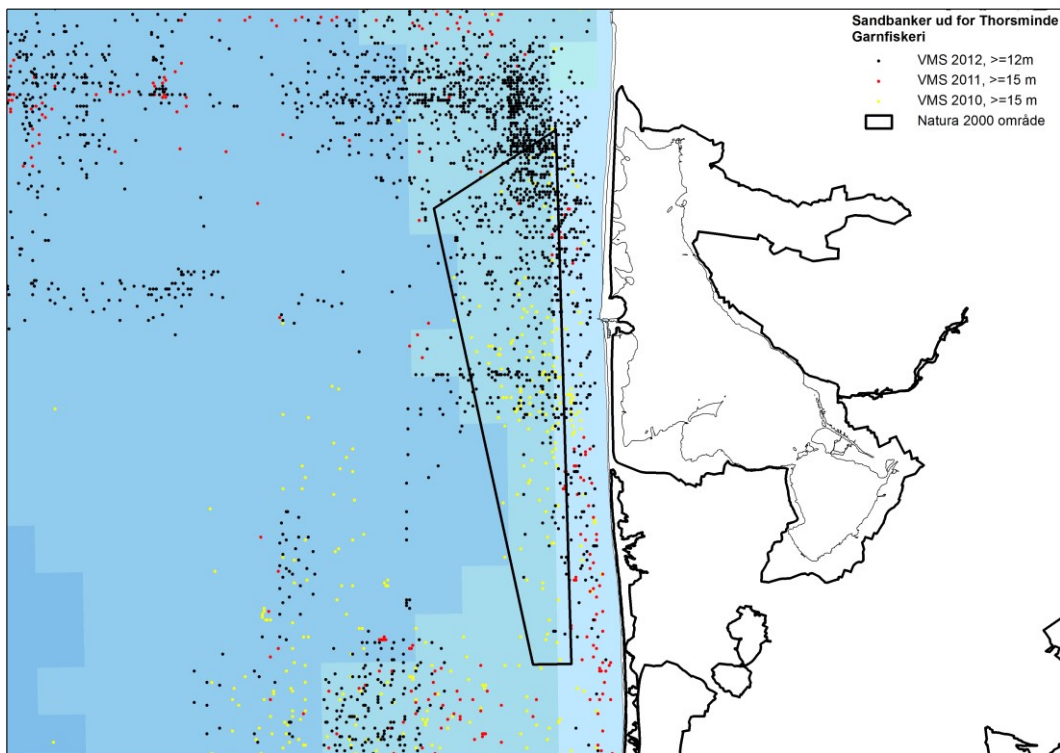 Sandbanker ud for Thorsminde
Garnfiskeri
VMS 2012, >=12m
VMS 2011, >=15 m
VMS 2010, >=15 m
Natura 2000 område